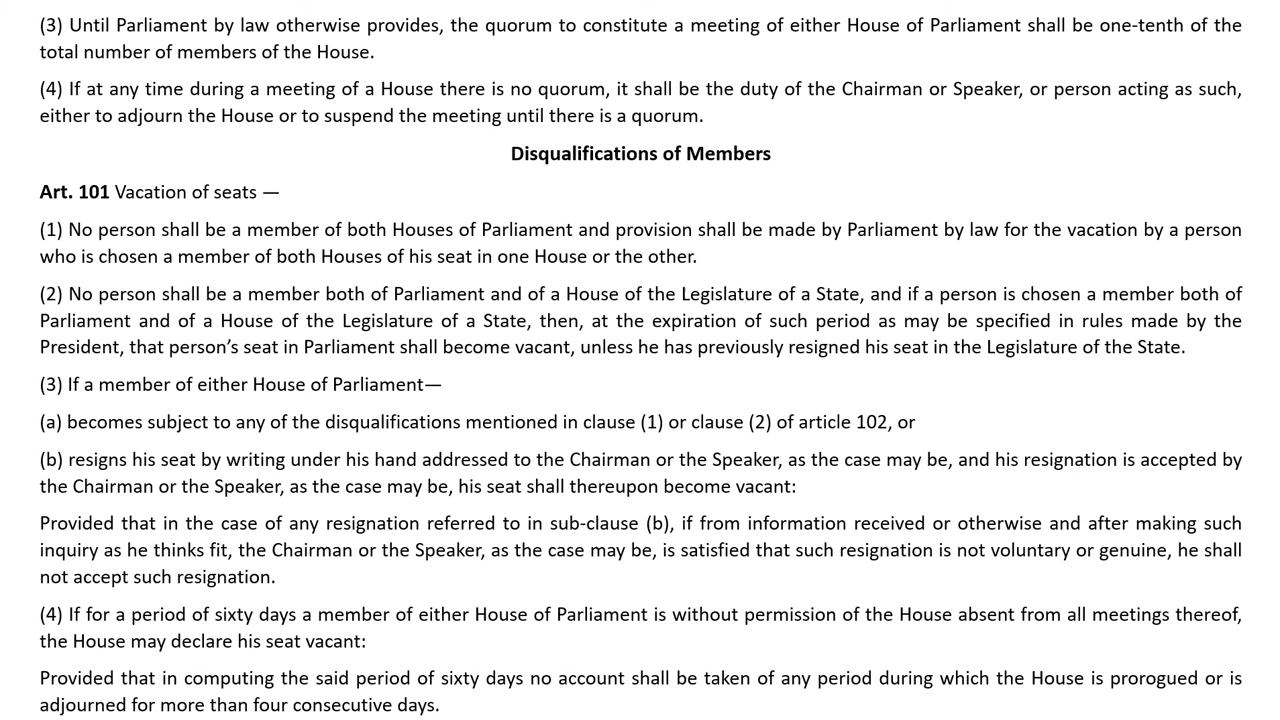 (3) Until Parliament by law otherwise provides, the quorum to constitute a meeting of either House of Parliament shall be one-tenth of the
total number of members of the House.
(4) If at any time during a meeting of a House there is no quorum, it shall be the duty of the Chairman or Speaker, or person acting as such,
either to adjourn the House or to suspend the meeting until there is a quorum.
Disqualifications of Members
Art. 101 Vacation of seats —
(1) No person shall be a member of both Houses of Parliament and provision shall be made by Parliament by law for the vacation by a person
who is chosen a member of both Houses of his seat in one House or the other.
(2) No person shall be a member both of Parliament and of a House of the Legislature of a State, and if a person is chosen a member both of
Parliament and of a House of the Legislature of a State, then, at the expiration of such period as may be specified in rules made by the
President, that person’s seat in Parliament shall become vacant, unless he has previously resigned his seat in the Legislature of the State.
(3) If a member of either House of Parliament—
(a) becomes subject to any of the disqualifications mentioned in clause (1) or clause (2) of article 102, or
(b) resigns his seat by writing under his hand addressed to the Chairman or the Speaker, as the case may be, and his resignation is accepted by
the Chairman or the Speaker, as the case may be, his seat shall thereupon become vacant:
Provided that in the case of any resignation referred to in sub-clause (b), if from information received or otherwise and after making such
inquiry as he thinks fit, the Chairman or the Speaker, as the case may be, is satisfied that such resignation is not voluntary or genuine, he shall
not accept such resignation.
(4) If for a period of sixty days a member of either House of Parliament is without permission of the House absent from all meetings thereof,
the House may declare his seat vacant:
Provided that in computing the said period of sixty days no account shall be taken of any period during which the House is prorogued or is
adjourned for more than four consecutive days.